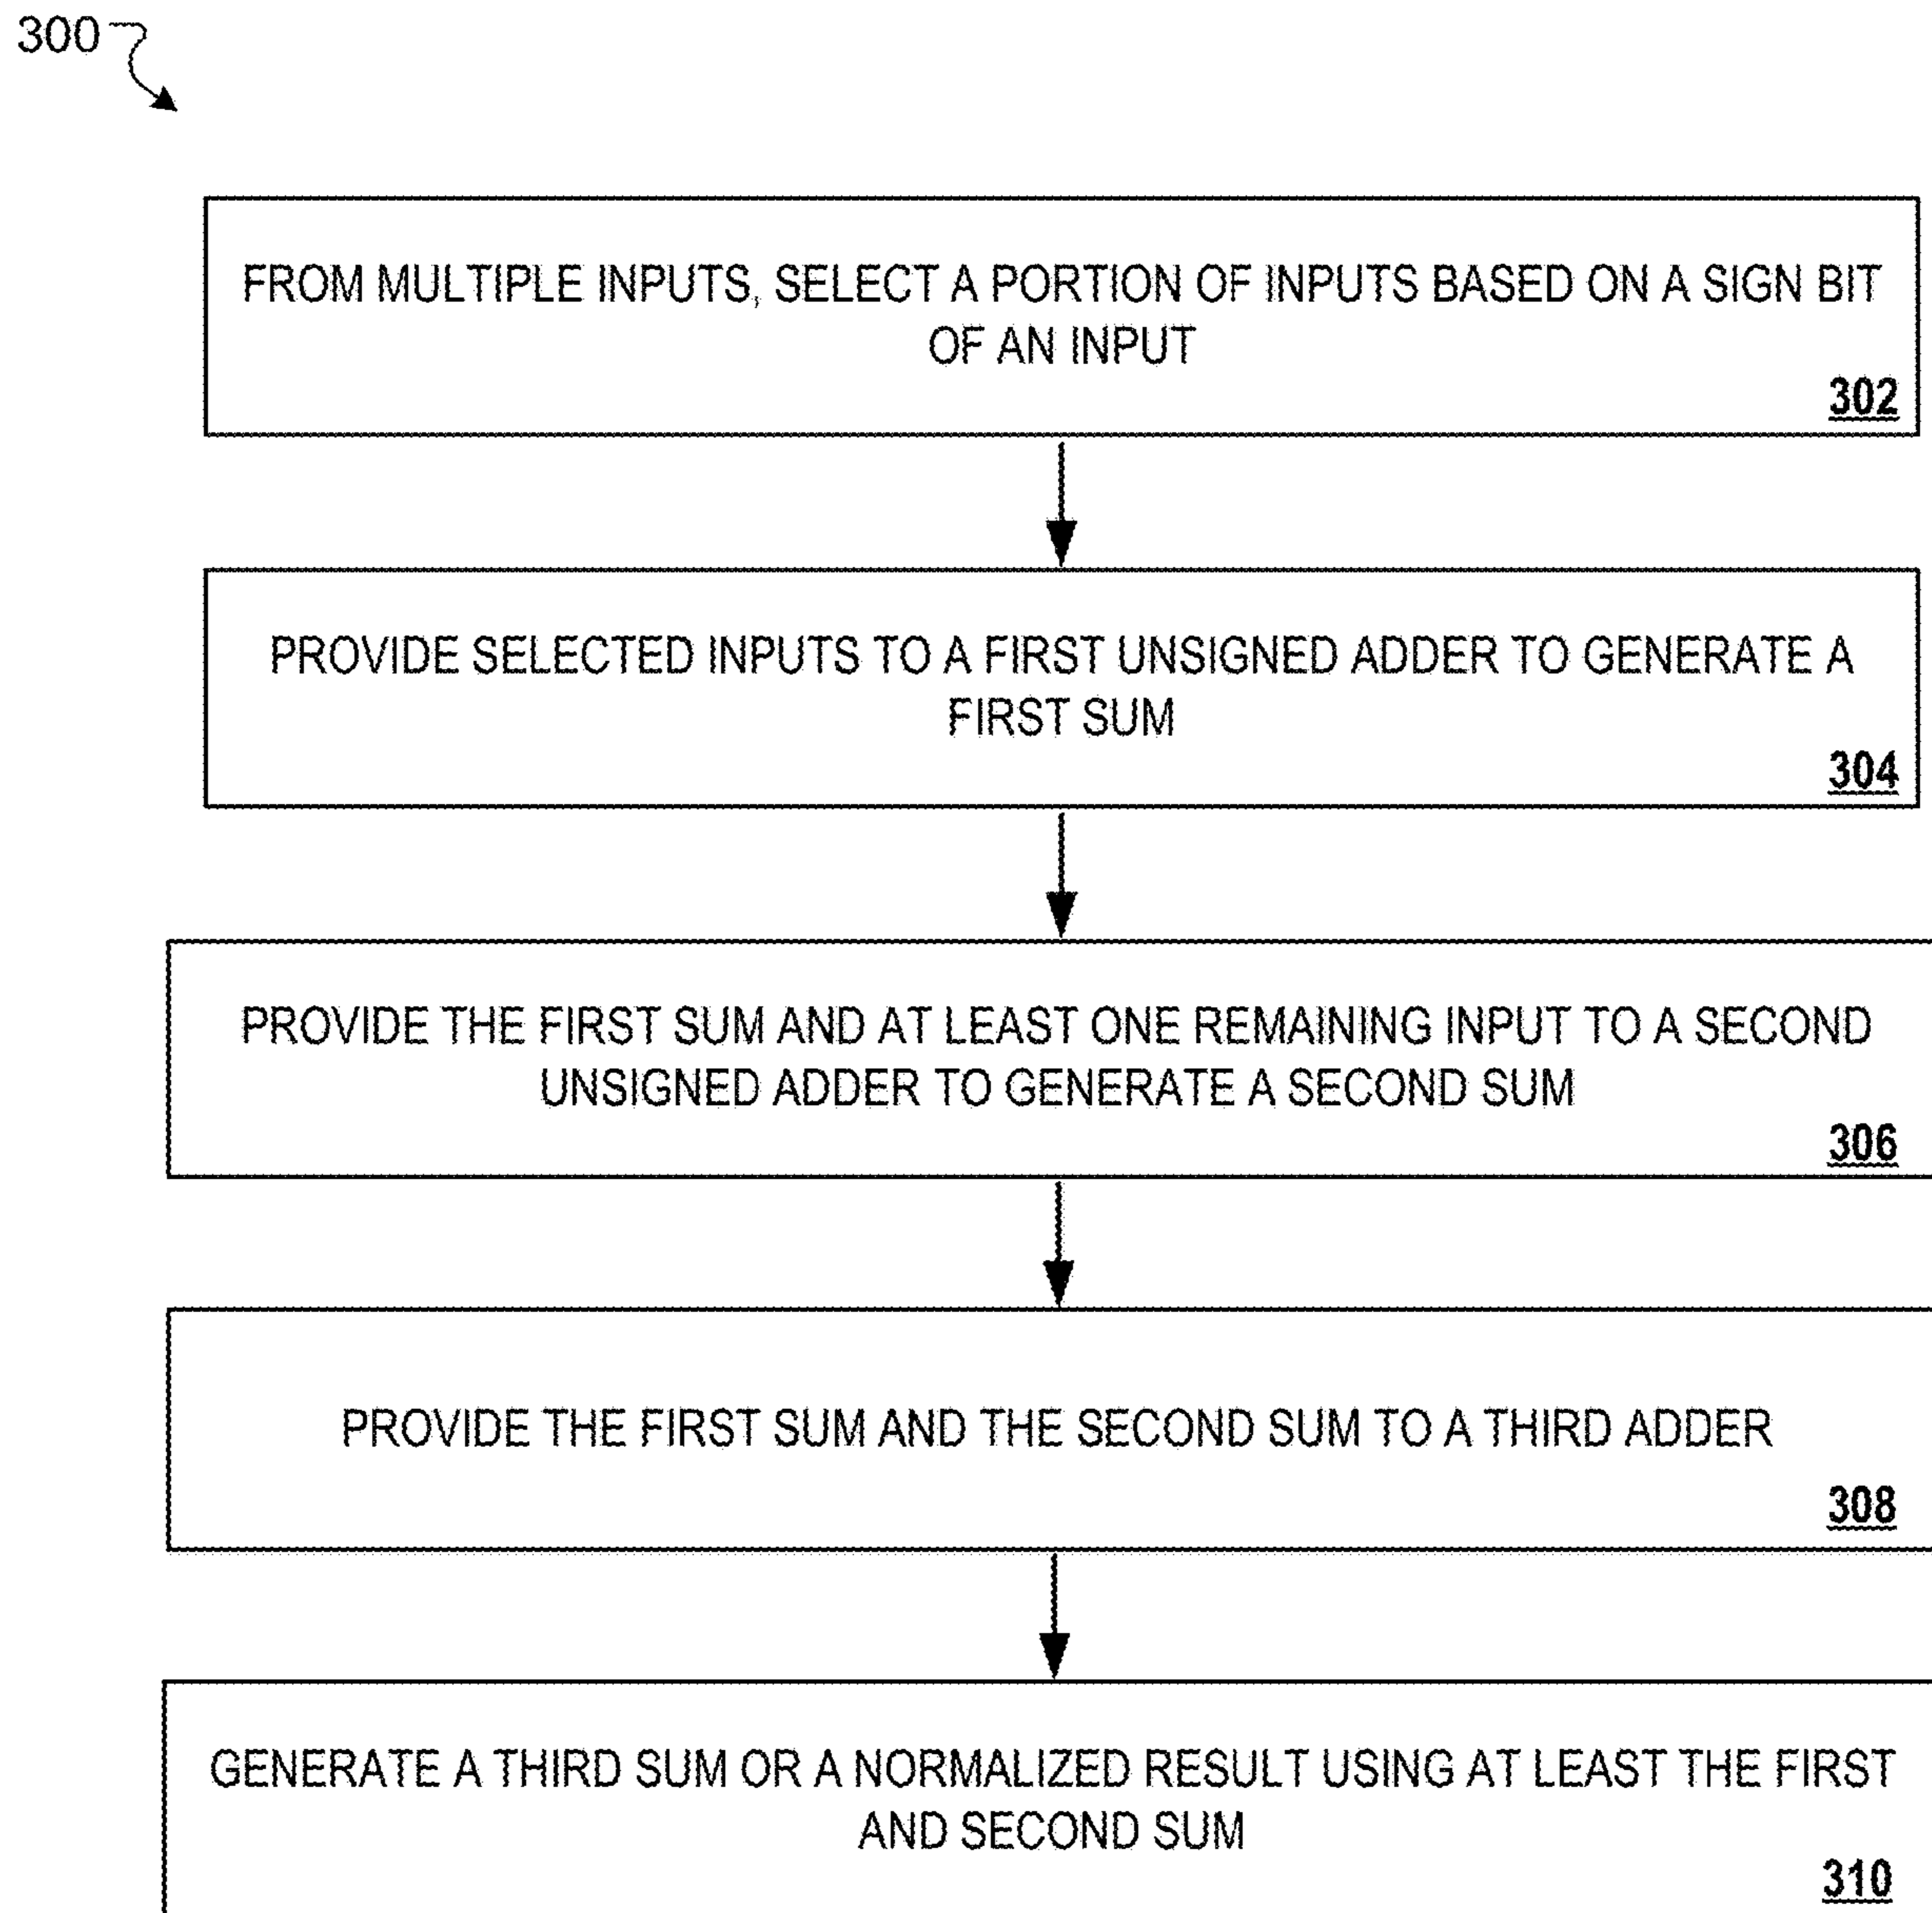 300
FROM MULTIPLE INPUTS, SELECT A PORTION OF INPUTS BASED ON A SIGN BIT
OF AN INPUT
302
PROVIDE SELECTED INPUTS TO A FIRST UNSIGNED ADDER TO GENERATE A
FIRST SUM
304
PROVIDE THE FIRST SUM AND AT LEAST ONE REMAINING INPUT TO A SECOND
UNSIGNED ADDER TO GENERATE A SECOND SUM
306
PROVIDE THE FIRST SUM AND THE SECOND SUM TO A THIRD ADDER
308
GENERATE A THIRD SUM OR A NORMALIZED RESULT USING AT LEAST THE FIRST
AND SECOND SUM
310